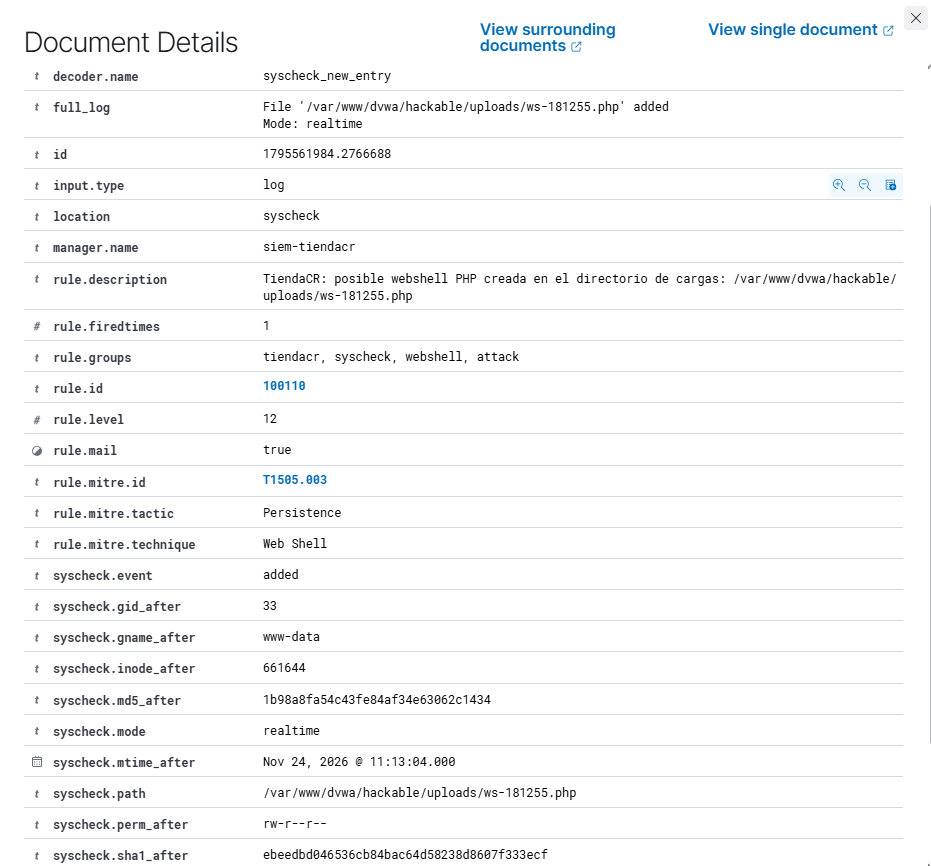 Document Details
View surrounding
documents
View single document
t decoder.name syscheck_new_entry
t full_log File '/var/www/dvwa/hackable/uploads/ws-181255.php' added
Mode: realtime
t id 1795561984.2766688
t input.type log
t location syscheck
t manager.name siem-tiendacr
t rule.description TiendaCR: posible webshell PHP creada en el directorio de cargas: /var/www/dvwa/hackable/
uploads/ws-181255.php
# rule.firedtimes 1
t rule.groups tiendacr, syscheck, webshell, attack
t rule.id 100110
# rule.level 12
rule.mail true
t rule.mitre.id T1505.003
t rule.mitre.tactic Persistence
t rule.mitre.technique Web Shell
t syscheck.event added
t syscheck.gid_after 33
t syscheck.gname_after www-data
t syscheck.inode_after 661644
t syscheck.md5_after 1b98a8fa54c43fe84af34e63062c1434
t syscheck.mode realtime
syscheck.mtime_after Nov 24, 2026 @ 11:13:04.000
t syscheck.path /var/www/dvwa/hackable/uploads/ws-181255.php
t syscheck.perm_after rw-r--r--
t syscheck.sha1_after ebeedbd046536cb84bac64d58238d8607f333ecf